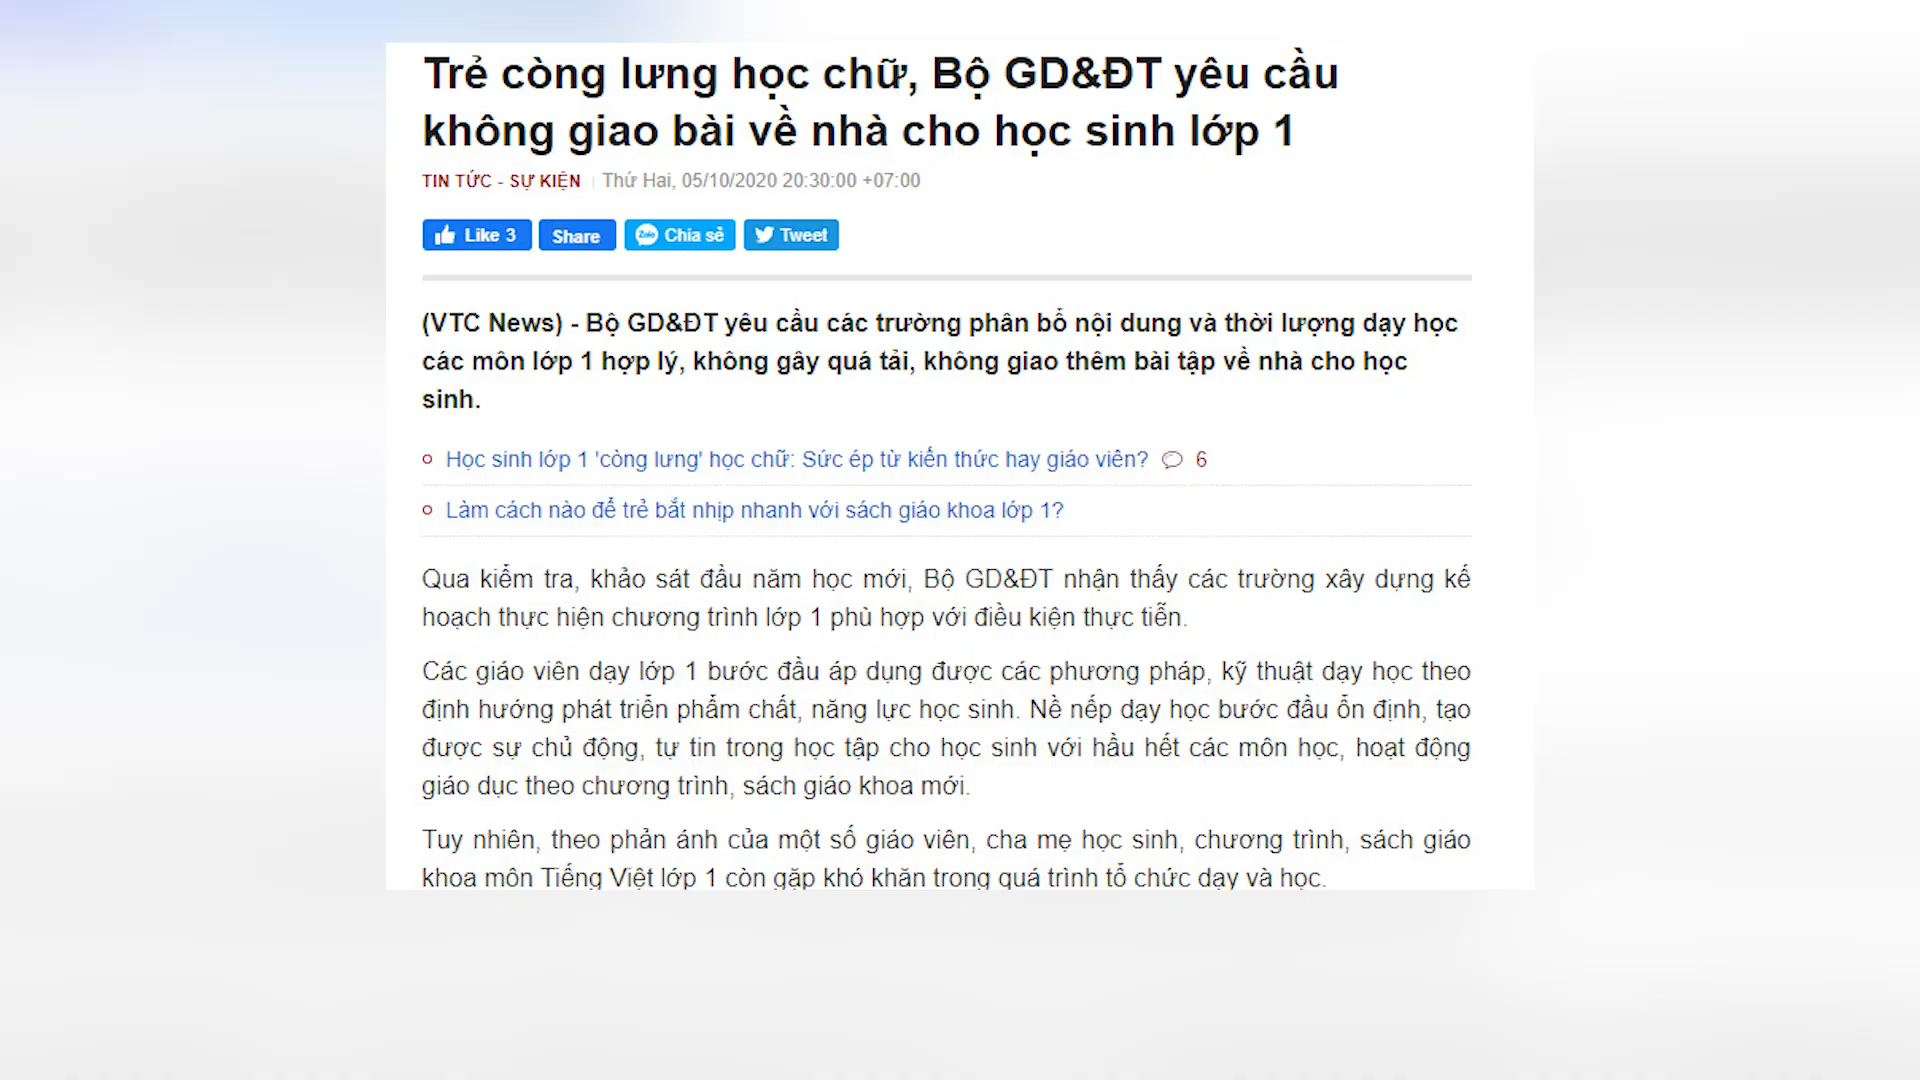 Trẻ còng lưng học chữ, Bộ GD&ĐT yêu cầu
không giao bài về nhà cho học sinh lớp 1
TIN TỨC - SỰ KIỆN Thứ Hai, 05/10/2020 20:30:00 +07:00
Like 3 Share Zalo Chia sẻ Tweet
(VTC News) - Bộ GD&ĐT yêu cầu các trường phân bổ nội dung và thời lượng dạy học
các môn lớp 1 hợp lý, không gây quá tải, không giao thêm bài tập về nhà cho học
sinh.
Học sinh lớp 1 'còng lưng' học chữ: Sức ép từ kiến thức hay giáo viên? 6
Làm cách nào để trẻ bắt nhịp nhanh với sách giáo khoa lớp 1?
Qua kiểm tra, khảo sát đầu năm học mới, Bộ GD&ĐT nhận thấy các trường xây dựng kế
hoạch thực hiện chương trình lớp 1 phù hợp với điều kiện thực tiễn.
Các giáo viên dạy lớp 1 bước đầu áp dụng được các phương pháp, kỹ thuật dạy học theo
định hướng phát triển phẩm chất, năng lực học sinh. Nề nếp dạy học bước đầu ổn định, tạo
được sự chủ động, tự tin trong học tập cho học sinh với hầu hết các môn học, hoạt động
giáo dục theo chương trình, sách giáo khoa mới.
Tuy nhiên, theo phản ánh của một số giáo viên, cha mẹ học sinh, chương trình, sách giáo
khoa môn Tiếng Việt lớp 1 còn gặp khó khăn trong quá trình tổ chức dạy và học.